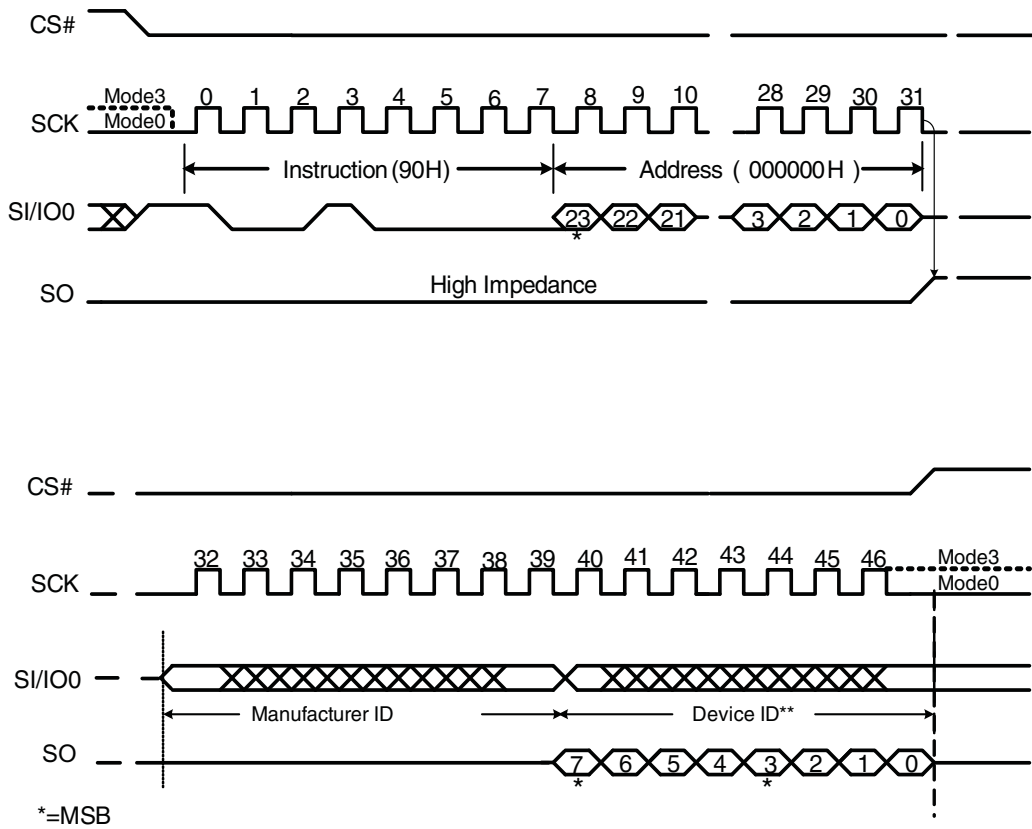 CS#
Mode3
Mode0
SCK
0 1 2 3 4 5 6 7 8 9 10 28 29 30 31
Instruction (90H) Address ( 000000H )
SI/IO0
23 22 21 3 2 1 0
*
High Impedance
SO
CS#
32 33 34 35 36 37 38 39 40 41 42 43 44 45 46
SCK
Mode3
Mode0
SI/IO0
Manufacturer ID Device ID**
SO
7 6 5 4 3 2 1 0
* *
*=MSB